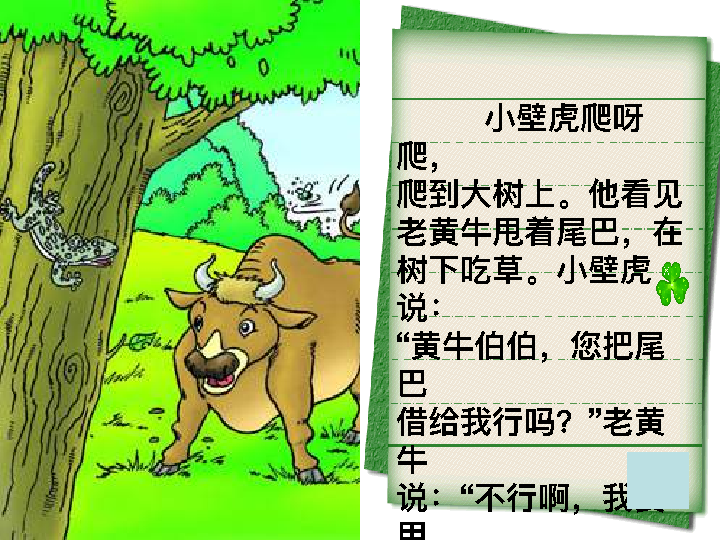 小壁虎爬呀
爬，
爬到大树上。他看见
老黄牛甩着尾巴，在
树下吃草。小壁虎
说：
“黄牛伯伯，您把尾
巴
借给我行吗？”老黄
牛
说：“不行啊，我